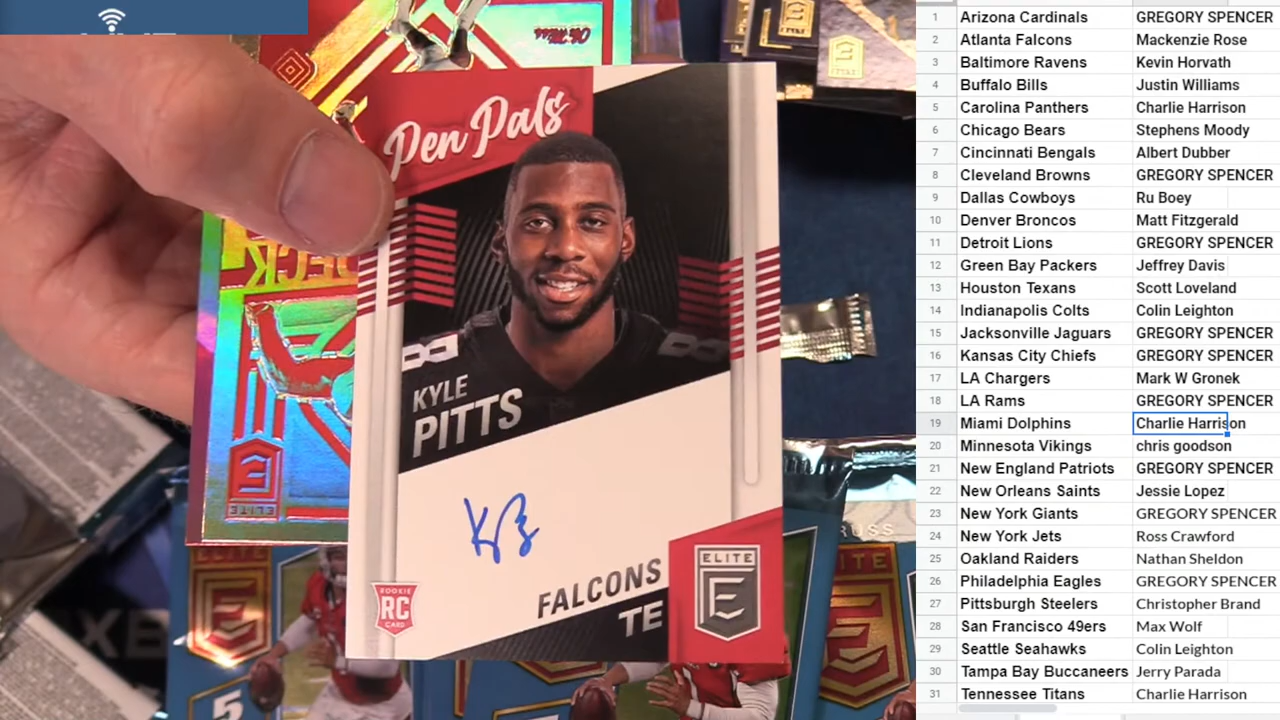 Pen Pals
KYLE
PITTS
FALCONS
TE
ELITE
E
ROOKIE
RC
CARD
ELITE
5
1 Arizona Cardinals GREGORY SPENCER
2 Atlanta Falcons Mackenzie Rose
3 Baltimore Ravens Kevin Horvath
4 Buffalo Bills Justin Williams
5 Carolina Panthers Charlie Harrison
6 Chicago Bears Stephens Moody
7 Cincinnati Bengals Albert Dubber
8 Cleveland Browns GREGORY SPENCER
9 Dallas Cowboys Ru Boey
10 Denver Broncos Matt Fitzgerald
11 Detroit Lions GREGORY SPENCER
12 Green Bay Packers Jeffrey Davis
13 Houston Texans Scott Loveland
14 Indianapolis Colts Colin Leighton
15 Jacksonville Jaguars GREGORY SPENCER
16 Kansas City Chiefs GREGORY SPENCER
17 LA Chargers Mark W Gronek
18 LA Rams GREGORY SPENCER
19 Miami Dolphins Charlie Harrison
20 Minnesota Vikings chris goodson
21 New England Patriots GREGORY SPENCER
22 New Orleans Saints Jessie Lopez
23 New York Giants GREGORY SPENCER
24 New York Jets Ross Crawford
25 Oakland Raiders Nathan Sheldon
26 Philadelphia Eagles GREGORY SPENCER
27 Pittsburgh Steelers Christopher Brand
28 San Francisco 49ers Max Wolf
29 Seattle Seahawks Colin Leighton
30 Tampa Bay Buccaneers Jerry Parada
31 Tennessee Titans Charlie Harrison